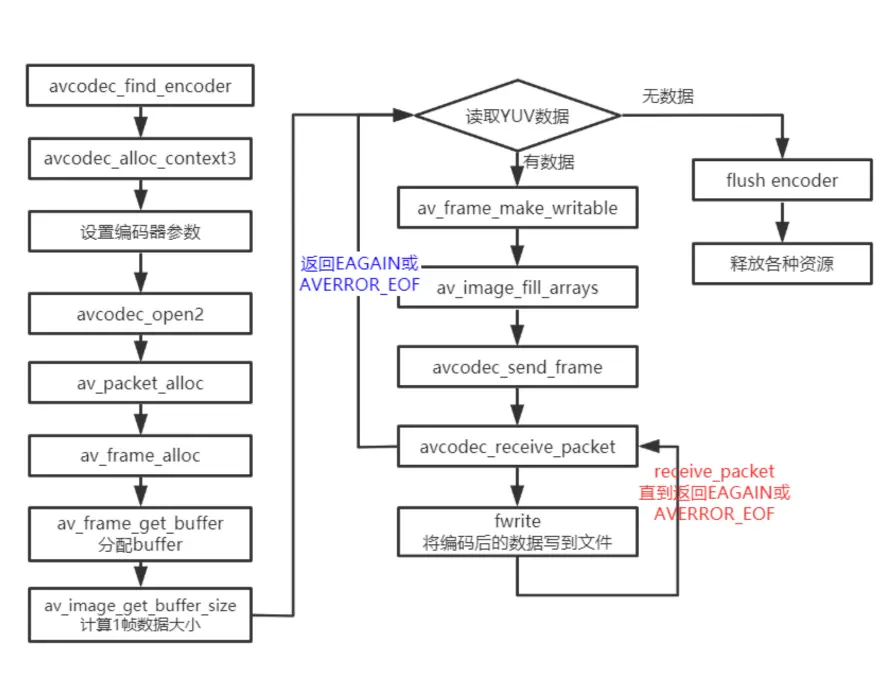 avcodec_find_encoder
avcodec_alloc_context3
设置编码器参数
avcodec_open2
av_packet_alloc
av_frame_alloc
av_frame_get_buffer
分配buffer
av_image_get_buffer_size
计算1帧数据大小
读取YUV数据
有数据
无数据
av_frame_make_writable
av_image_fill_arrays
avcodec_send_frame
avcodec_receive_packet
fwrite
将编码后的数据写到文件
返回EAGAIN或
AVERROR_EOF
receive_packet
直到返回EAGAIN或
AVERROR_EOF
flush encoder
释放各种资源